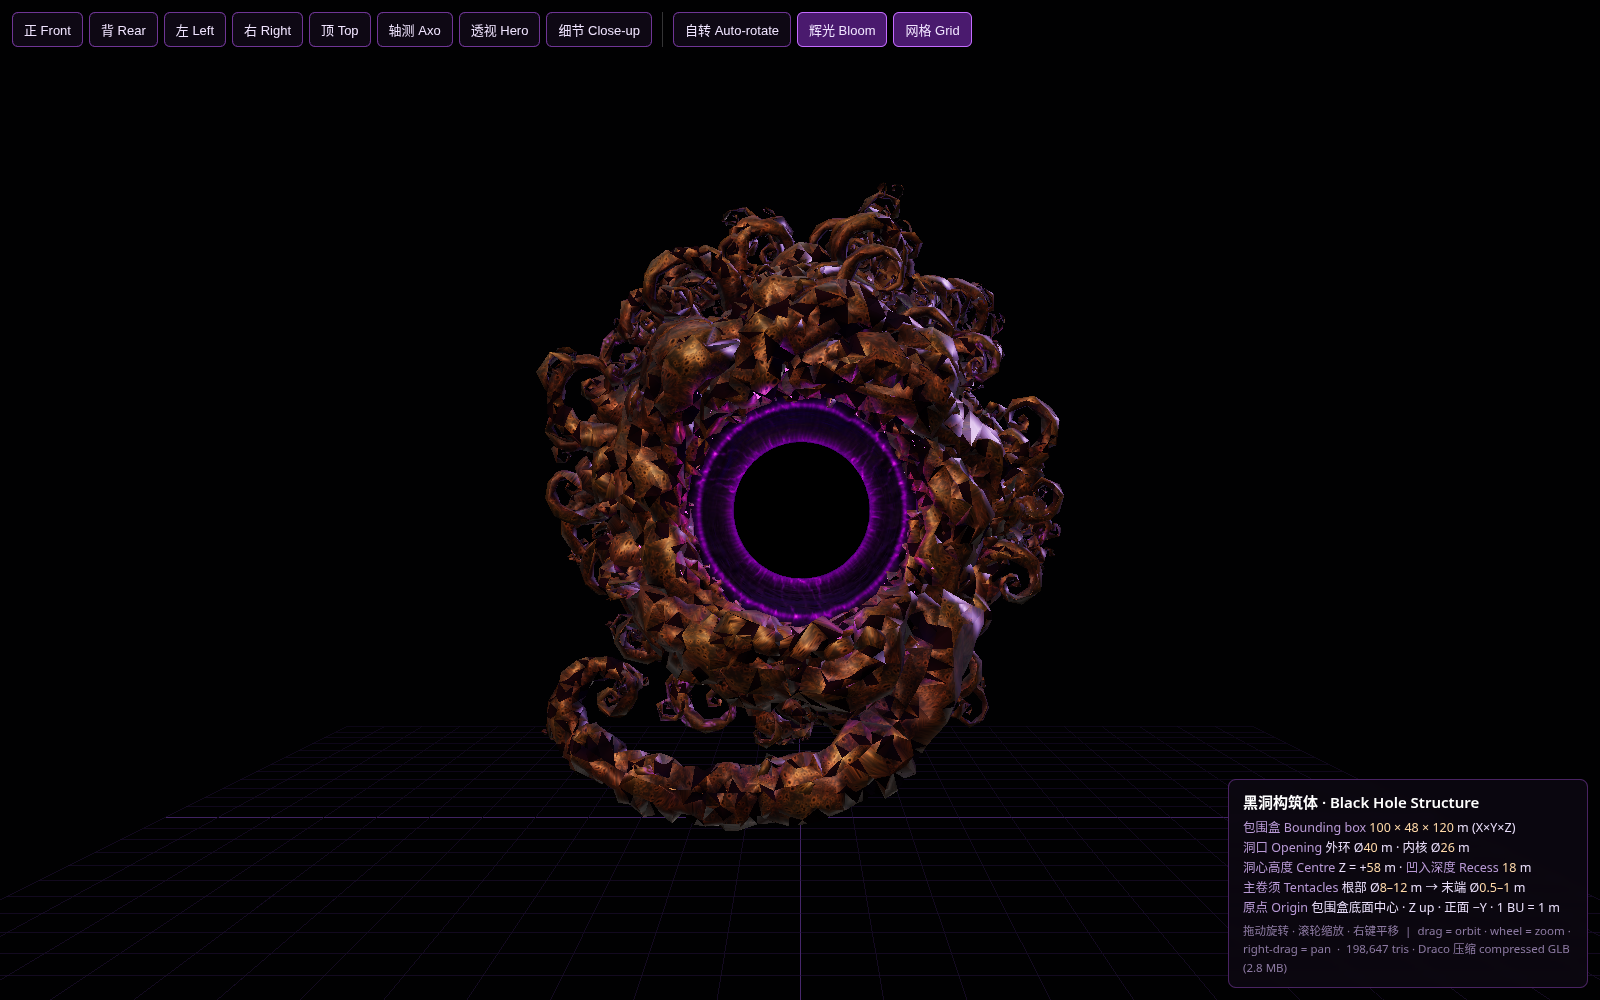 正 Front
背 Rear
左 Left
右 Right
顶 Top
轴测 Axo
透视 Hero
细节 Close-up
自转 Auto-rotate
辉光 Bloom
网格 Grid
黑洞构筑体 · Black Hole Structure
包围盒 Bounding box 100 × 48 × 120 m (X×Y×Z)
洞口 Opening 外环 Ø40 m · 内核 Ø26 m
洞心高度 Centre Z = +58 m · 凹入深度 Recess 18 m
主卷须 Tentacles 根部 Ø8–12 m → 末端 Ø0.5–1 m
原点 Origin 包围盒底面中心 · Z up · 正面 −Y · 1 BU = 1 m
拖动旋转 · 滚轮缩放 · 右键平移 | drag = orbit · wheel = zoom ·
right-drag = pan · 198,647 tris · Draco 压缩 compressed GLB
(2.8 MB)